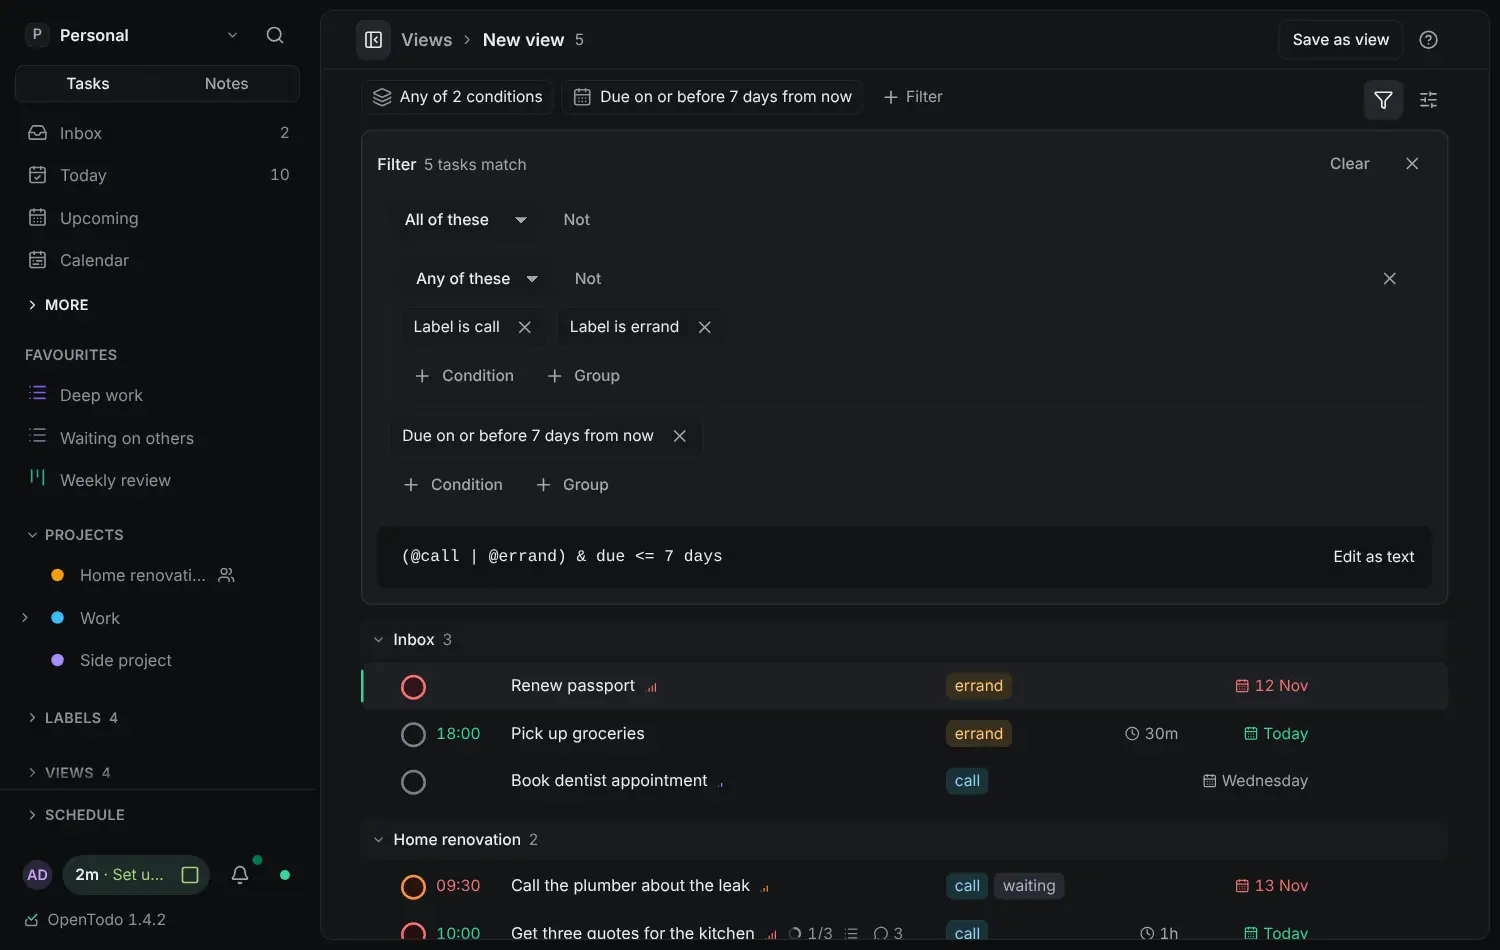 P Personal
Tasks Notes
Inbox 2
Today 10
Upcoming
Calendar
MORE
FAVOURITES
Deep work
Waiting on others
Weekly review
PROJECTS
Home renovati...
Work
Side project
LABELS 4
VIEWS 4
SCHEDULE
AD 2m · Set u...
OpenTodo 1.4.2
Views New view 5 Save as view
Any of 2 conditions Due on or before 7 days from now Filter
Filter 5 tasks match Clear
All of these Not
Any of these Not
Label is call Label is errand
Condition Group
Due on or before 7 days from now
Condition Group
(@call | @errand) & due <= 7 days Edit as text
Inbox 3
Renew passport errand 12 Nov
18:00 Pick up groceries errand 30m Today
Book dentist appointment call Wednesday
Home renovation 2
09:30 Call the plumber about the leak call waiting 13 Nov
10:00 Get three quotes for the kitchen 1/3 3 call 1h Today